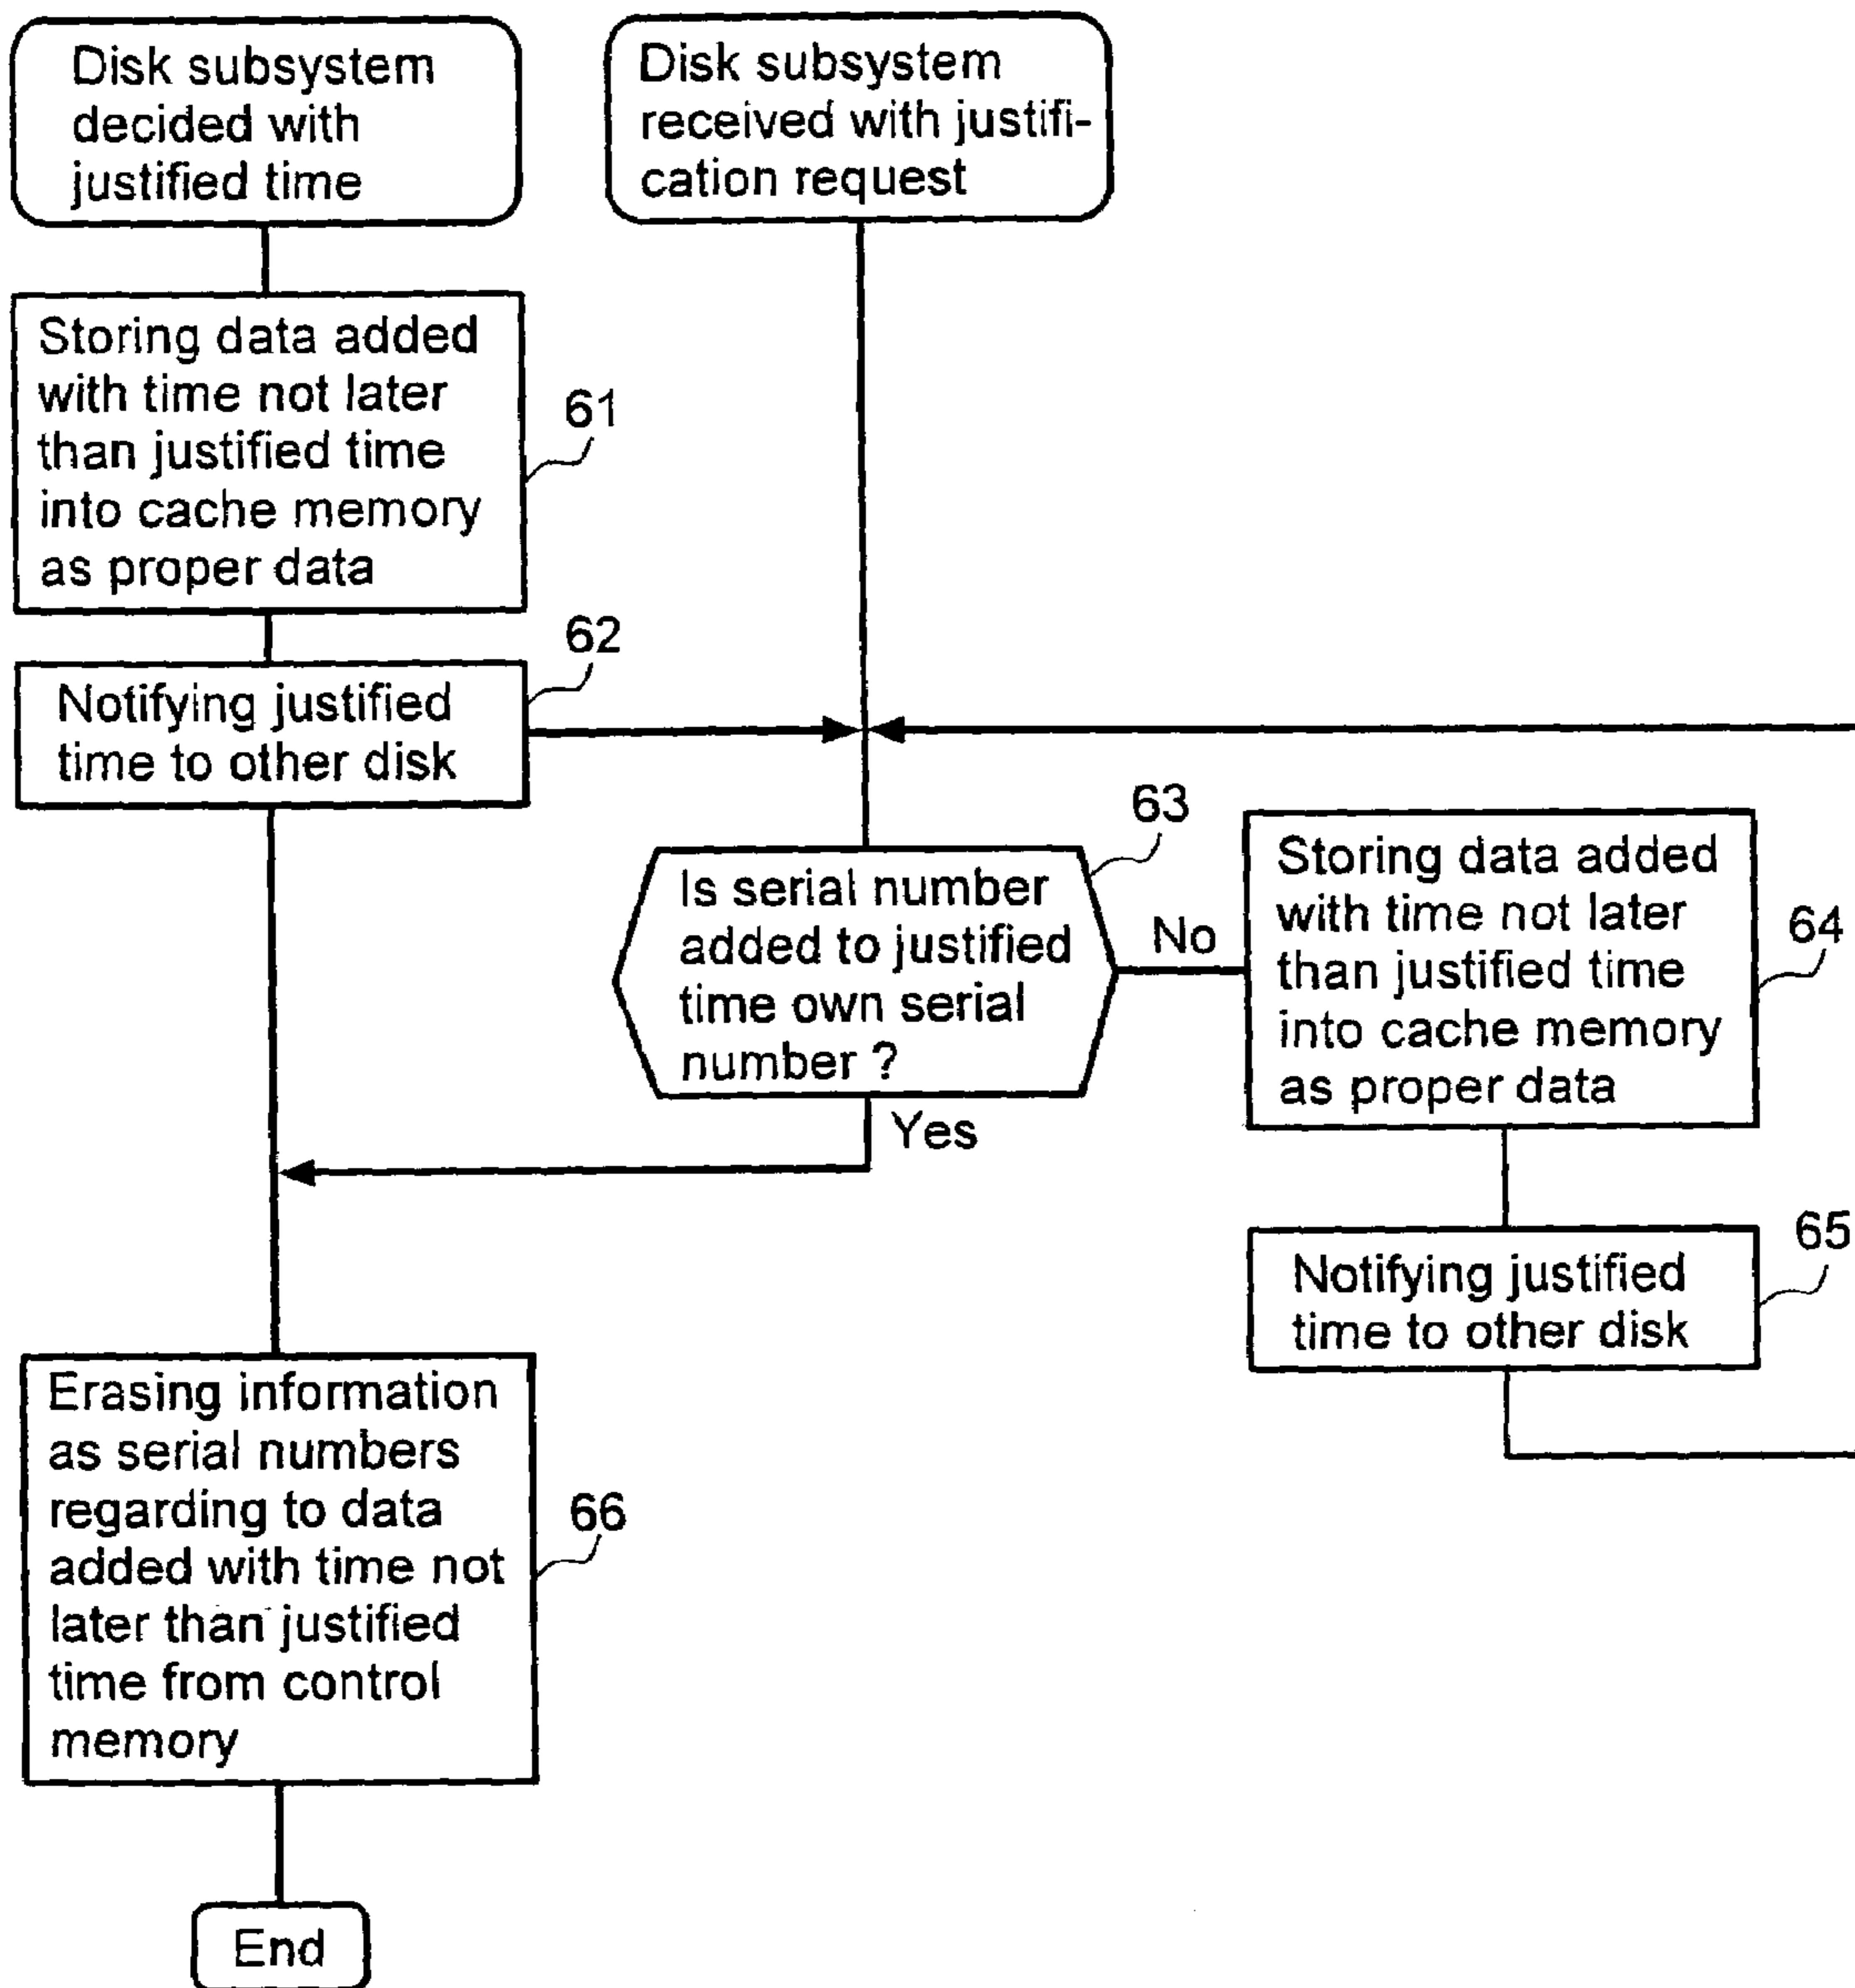 Disk subsystem
decided with
justified time
Disk subsystem
received with justifi-
cation request
Storing data added
with time not later
than justified time
into cache memory
as proper data
61
62
Notifying justified
time to other disk
63
Is serial number
added to justified
time own serial
number ?
No
Yes
Storing data added
with time not later
than justified time
into cache memory
as proper data
64
65
Notifying justified
time to other disk
Erasing information
as serial numbers
regarding to data
added with time not
later than justified
time from control
memory
66
End